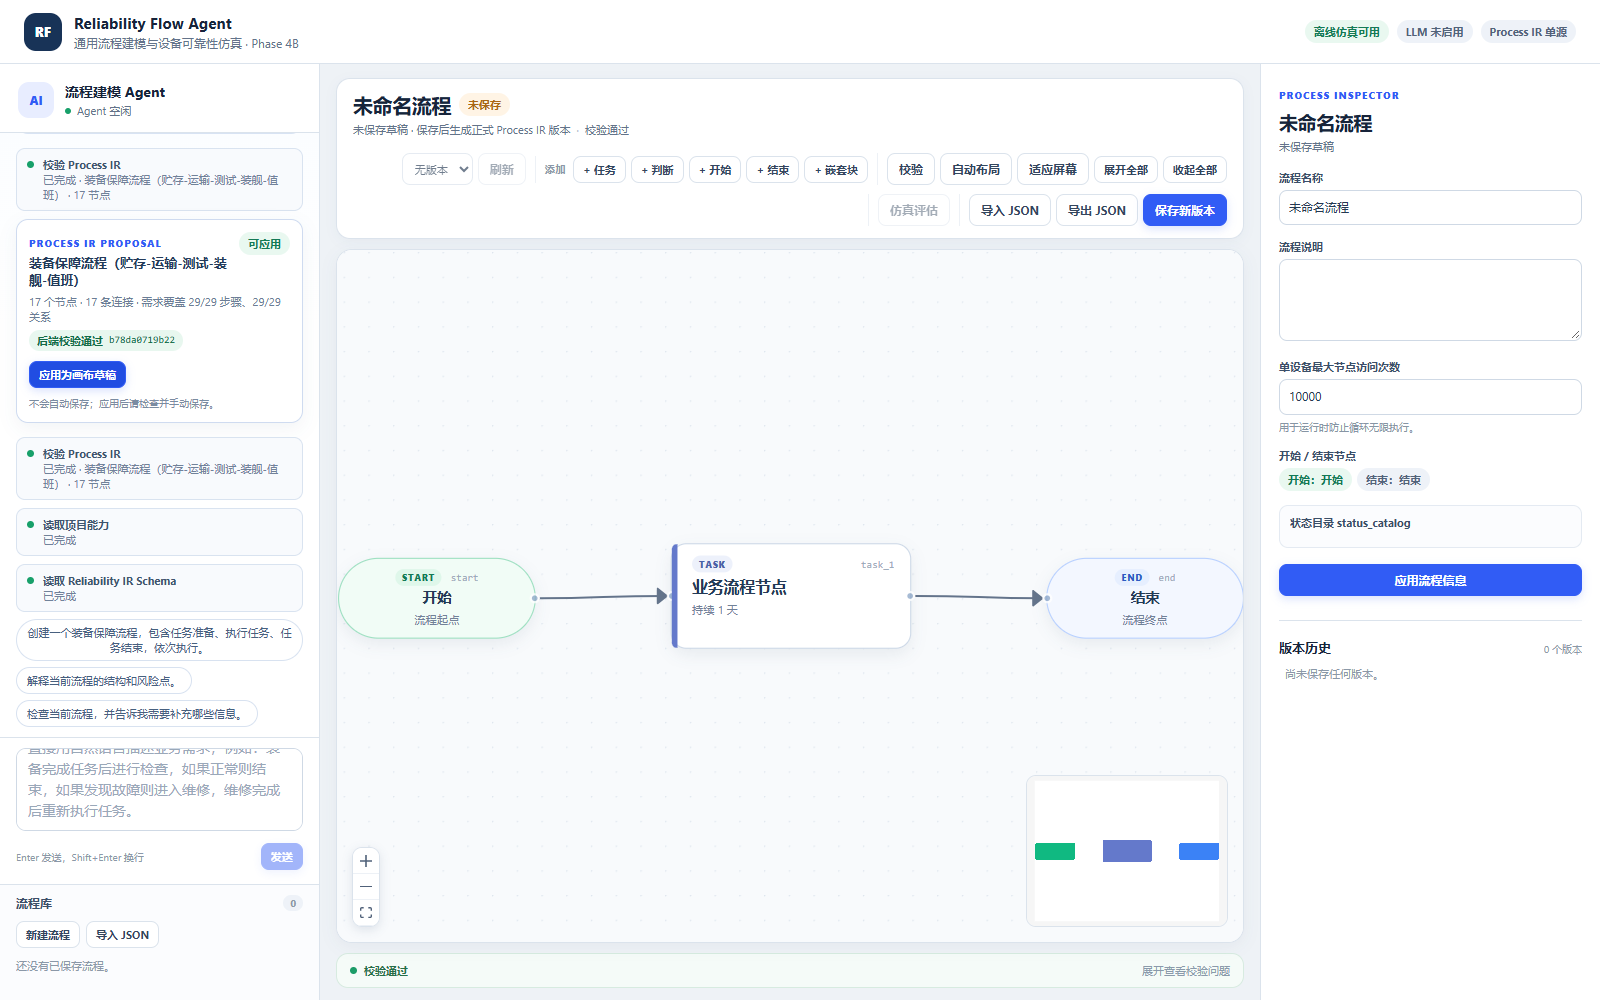 RF
Reliability Flow Agent
通用流程建模与设备可靠性仿真 · Phase 4B
离线仿真可用
LLM 未启用
Process IR 单源
AI
流程建模 Agent
Agent 空闲
校验 Process IR
已完成 · 装备保障流程（贮存-运输-测试-装舰-值
班） · 17 节点
PROCESS IR PROPOSAL
可应用
装备保障流程（贮存-运输-测试-装
舰-值班）
17 个节点 · 17 条连接 · 需求覆盖 29/29 步骤、29/29
关系
后端校验通过 b78da0719b22
应用为画布草稿
不会自动保存；应用后请检查并手动保存。
校验 Process IR
已完成 · 装备保障流程（贮存-运输-测试-装舰-值
班） · 17 节点
读取项目能力
已完成
读取 Reliability IR Schema
已完成
创建一个装备保障流程，包含任务准备、执行任务、任
务结束，依次执行。
解释当前流程的结构和风险点。
检查当前流程，并告诉我需要补充哪些信息。
直接用自然语言描述业务需求，例如：装
备完成任务后进行检查，如果正常则结
束，如果发现故障则进入维修，维修完成
后重新执行任务。
Enter 发送，Shift+Enter 换行
发送
流程库
0
新建流程
导入 JSON
还没有已保存流程。
未命名流程
未保存
未保存草稿 · 保存后生成正式 Process IR 版本 · 校验通过
无版本
刷新
添加
+ 任务
+ 判断
+ 开始
+ 结束
+ 嵌套块
校验
自动布局
适应屏幕
展开全部
收起全部
仿真评估
导入 JSON
导出 JSON
保存新版本
START start
开始
流程起点
TASK
task_1
业务流程节点
持续 1 天
END end
结束
流程终点
校验通过
展开查看校验问题
PROCESS INSPECTOR
未命名流程
未保存草稿
流程名称
未命名流程
流程说明
单设备最大节点访问次数
10000
用于运行时防止循环无限执行。
开始 / 结束节点
开始：开始
结束：结束
状态目录 status_catalog
应用流程信息
版本历史
0 个版本
尚未保存任何版本。